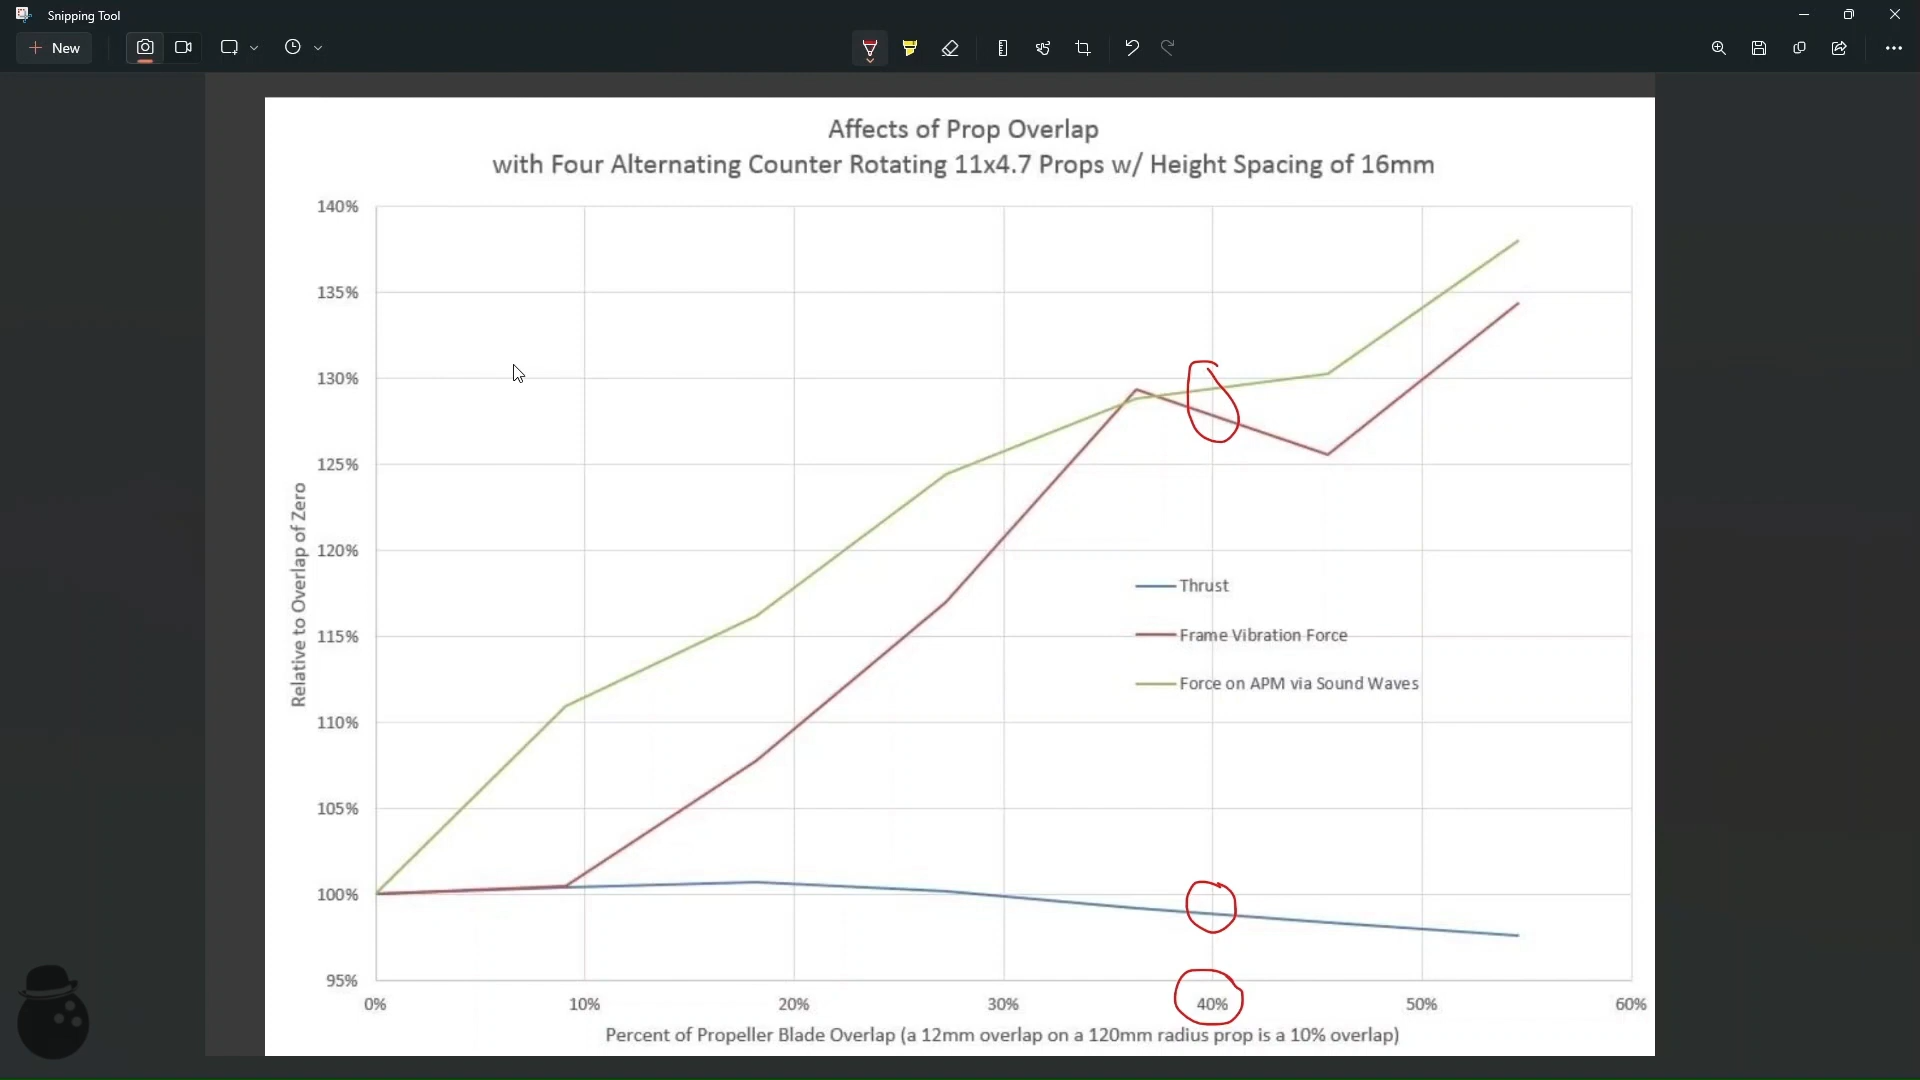 Snipping Tool
New
Affects of Prop Overlap
with Four Alternating Counter Rotating 11x4.7 Props w/ Height Spacing of 16mm
140%
135%
130%
125%
120%
115%
110%
105%
100%
95%
Relative to Overlap of Zero
Thrust
Frame Vibration Force
Force on APM via Sound Waves
0% 10% 20% 30% 40% 50% 60%
Percent of Propeller Blade Overlap (a 12mm overlap on a 120mm radius prop is a 10% overlap)